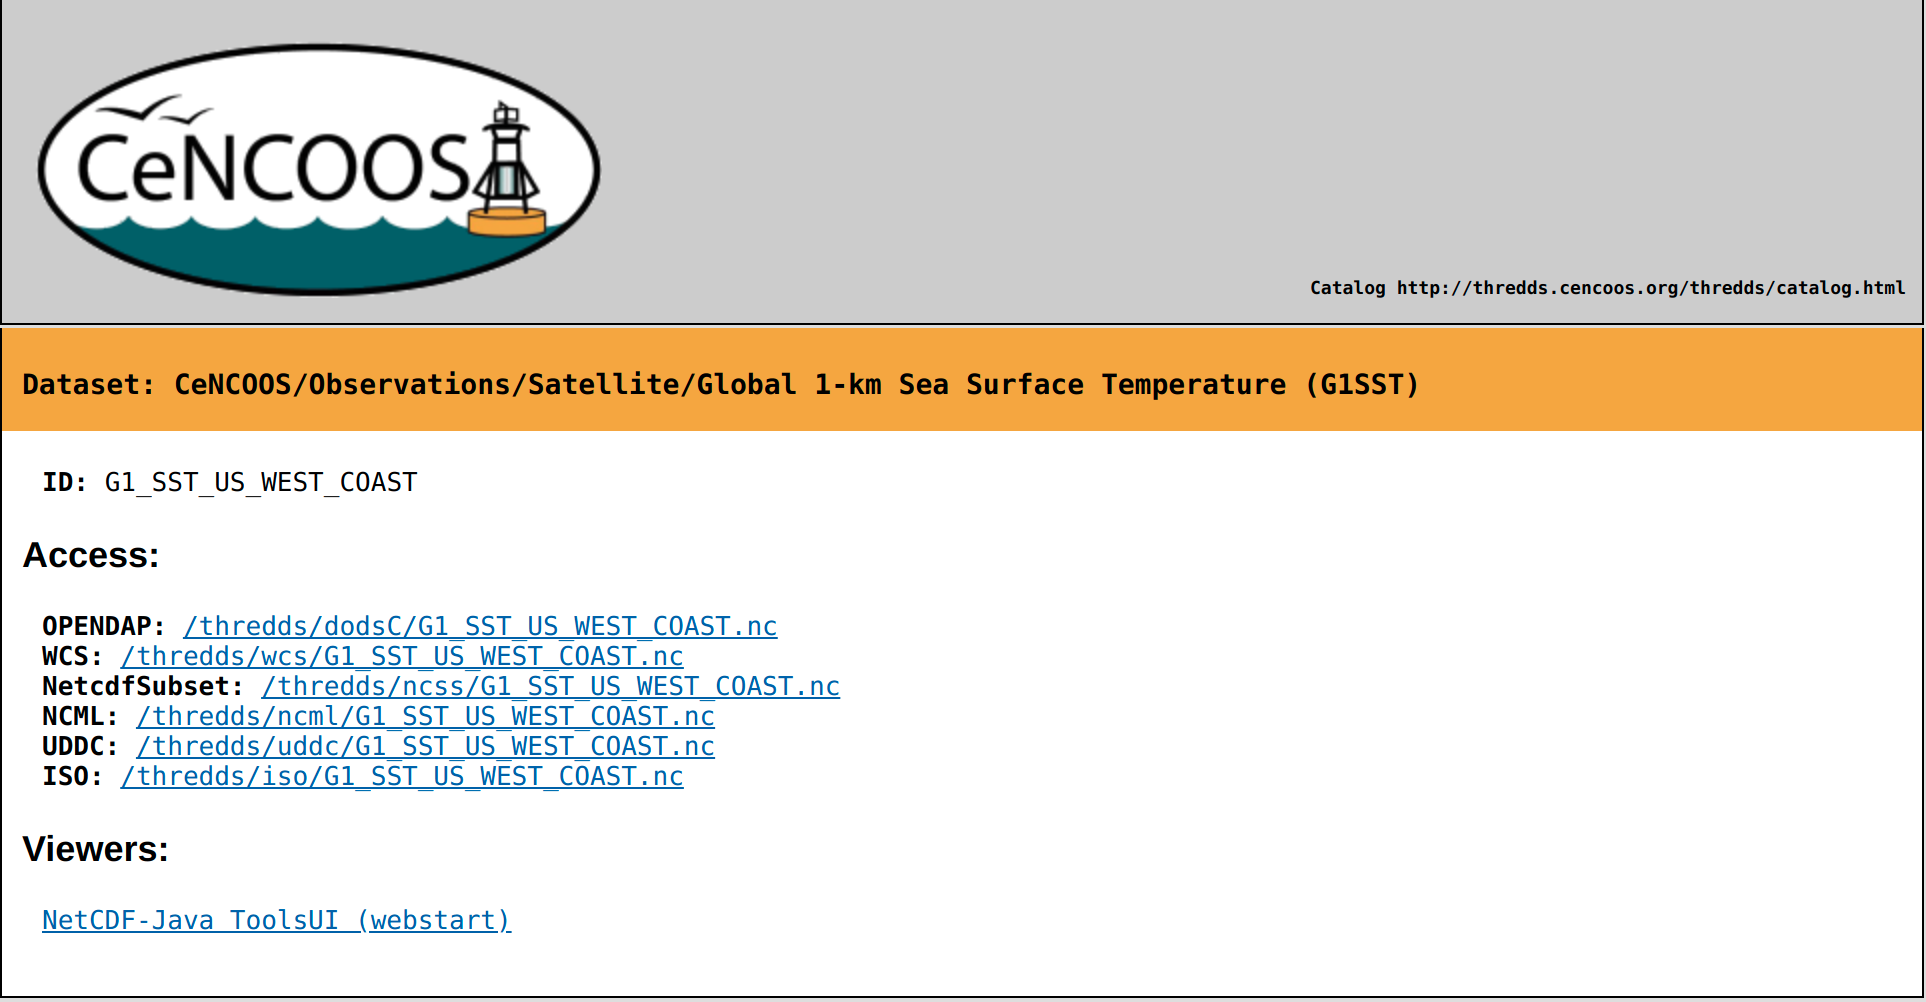 CeNCOOS
Catalog http://thredds.cencoos.org/thredds/catalog.html
Dataset: CeNCOOS/Observations/Satellite/Global 1-km Sea Surface Temperature (G1SST)
ID: G1_SST_US_WEST_COAST
Access:
OPENDAP: /thredds/dodsC/G1_SST_US_WEST_COAST.nc
WCS: /thredds/wcs/G1_SST_US_WEST_COAST.nc
NetcdfSubset: /thredds/ncss/G1_SST_US_WEST_COAST.nc
NCML: /thredds/ncml/G1_SST_US_WEST_COAST.nc
UDDC: /thredds/uddc/G1_SST_US_WEST_COAST.nc
ISO: /thredds/iso/G1_SST_US_WEST_COAST.nc
Viewers:
NetCDF-Java ToolsUI (webstart)